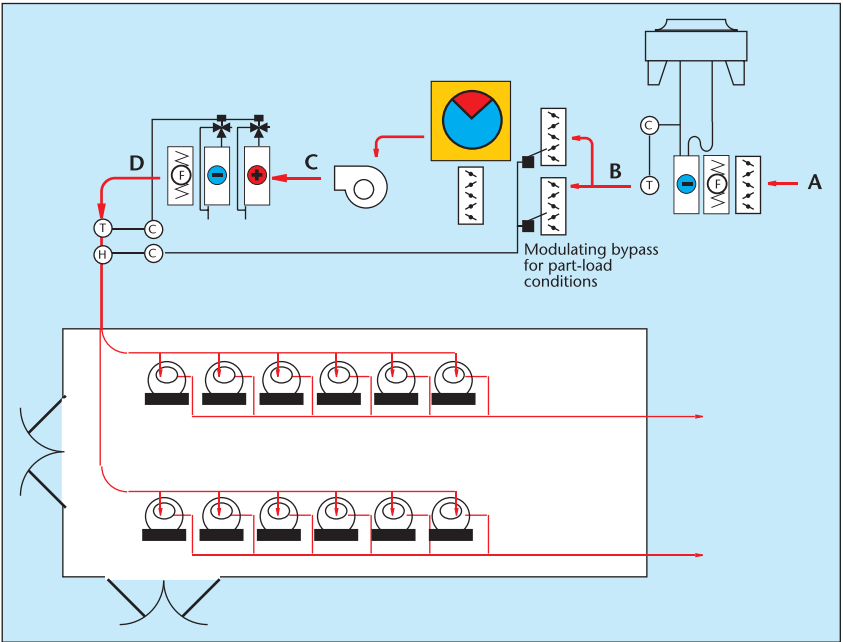 C
D
C
B
T
F
A
F
T
C
H
C
Modulating bypass
for part-load
conditions